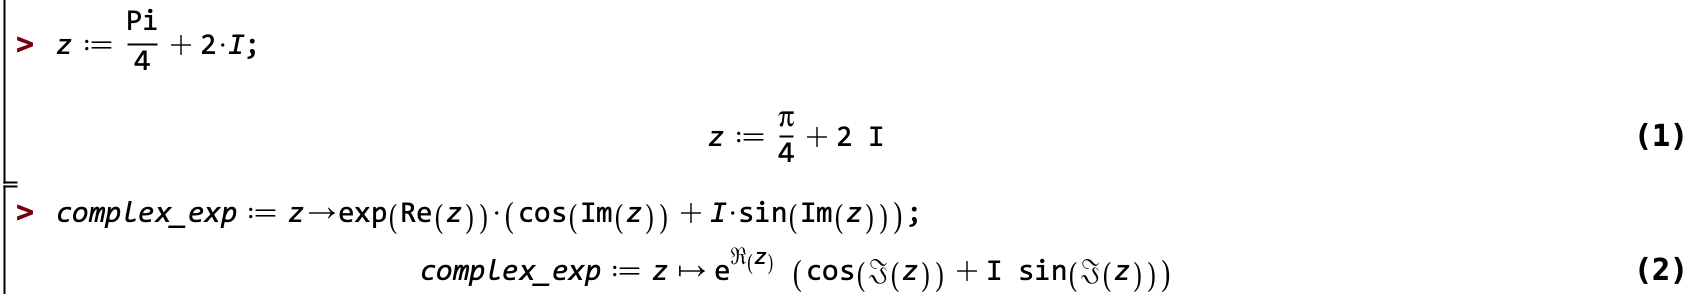 > z := Pi/4 + 2·I;
z := π/4 + 2 I (1)
> complex_exp := z→exp(Re(z))·(cos(Im(z)) + I·sin(Im(z)));
complex_exp := z ↦ e^ℜ(z) (cos(ℑ(z)) + I sin(ℑ(z))) (2)